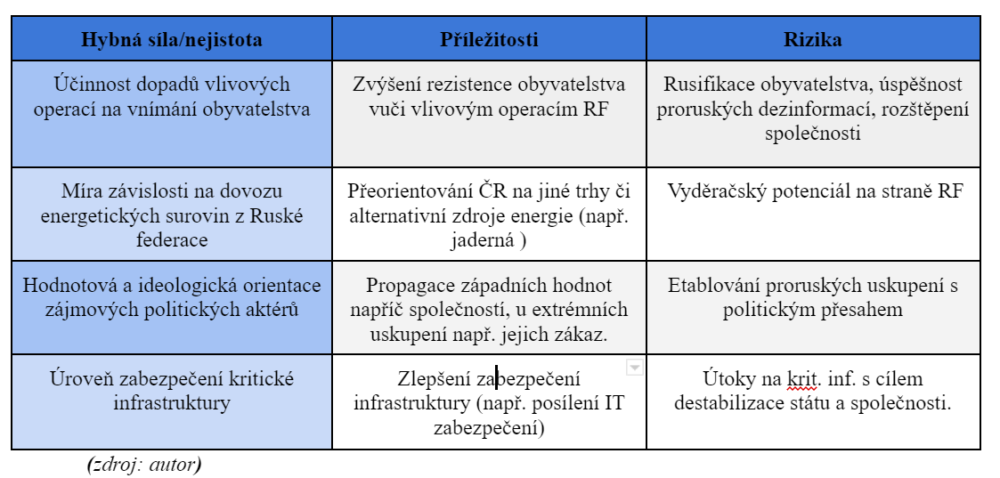 Hybná síla/nejistota
Příležitosti
Rizika
Účinnost dopadů vlivových
operací na vnímání obyvatelstva
Zvýšení rezistence obyvatelstva
vuči vlivovým operacím RF
Rusifikace obyvatelstva, úspěšnost
proruských dezinformací, rozštěpení
společnosti
Míra závislosti na dovozu
energetických surovin z Ruské
federace
Přeorientování ČR na jiné trhy či
alternativní zdroje energie (např.
jaderná )
Vyděračský potenciál na straně RF
Hodnotová a ideologická orientace
zájmových politických aktérů
Propagace západních hodnot
napříč společností, u extrémních
uskupení např. jejich zákaz.
Etablování proruských uskupení s
politickým přesahem
Úroveň zabezpečení kritické
infrastruktury
Zlepšení zabezpečení
infrastruktury (např. posílení IT
zabezpečení)
Útoky na krit. inf. s cílem
destabilizace státu a společnosti.
(zdroj: autor)